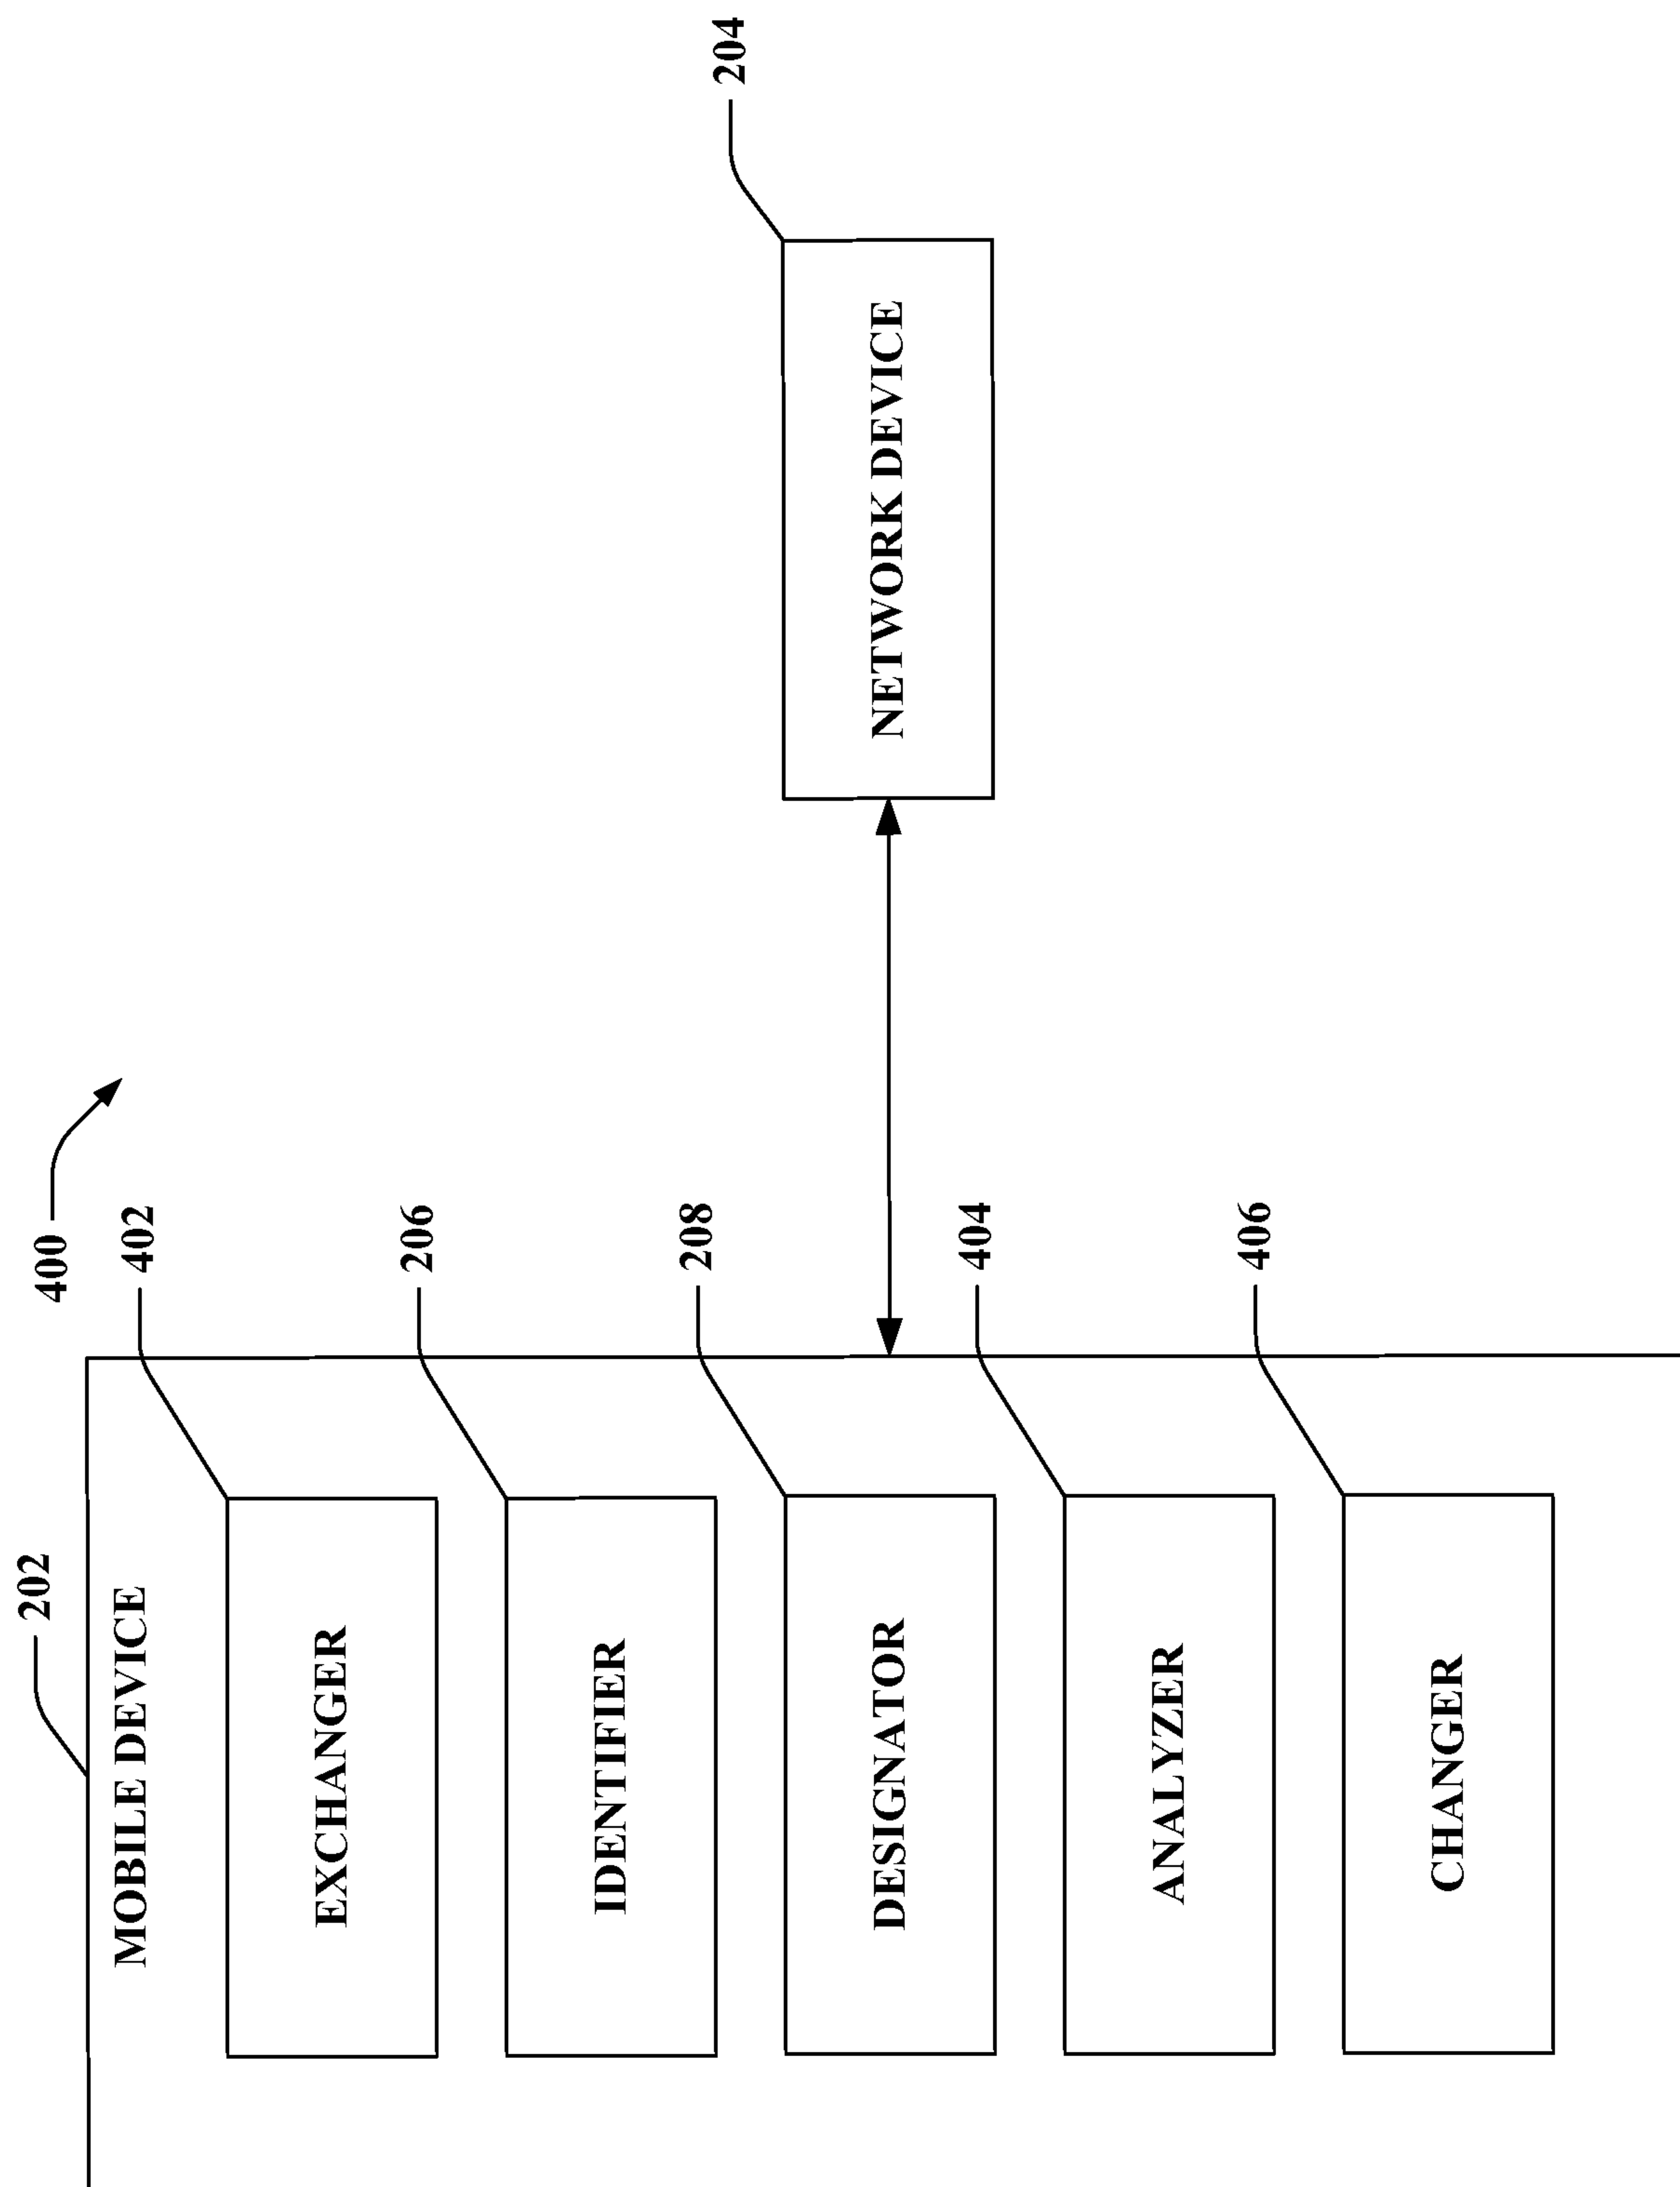 400
202
MOBILE DEVICE
402
EXCHANGER
206
IDENTIFIER
208
DESIGNATOR
204
NETWORK DEVICE
404
ANALYZER
406
CHANGER